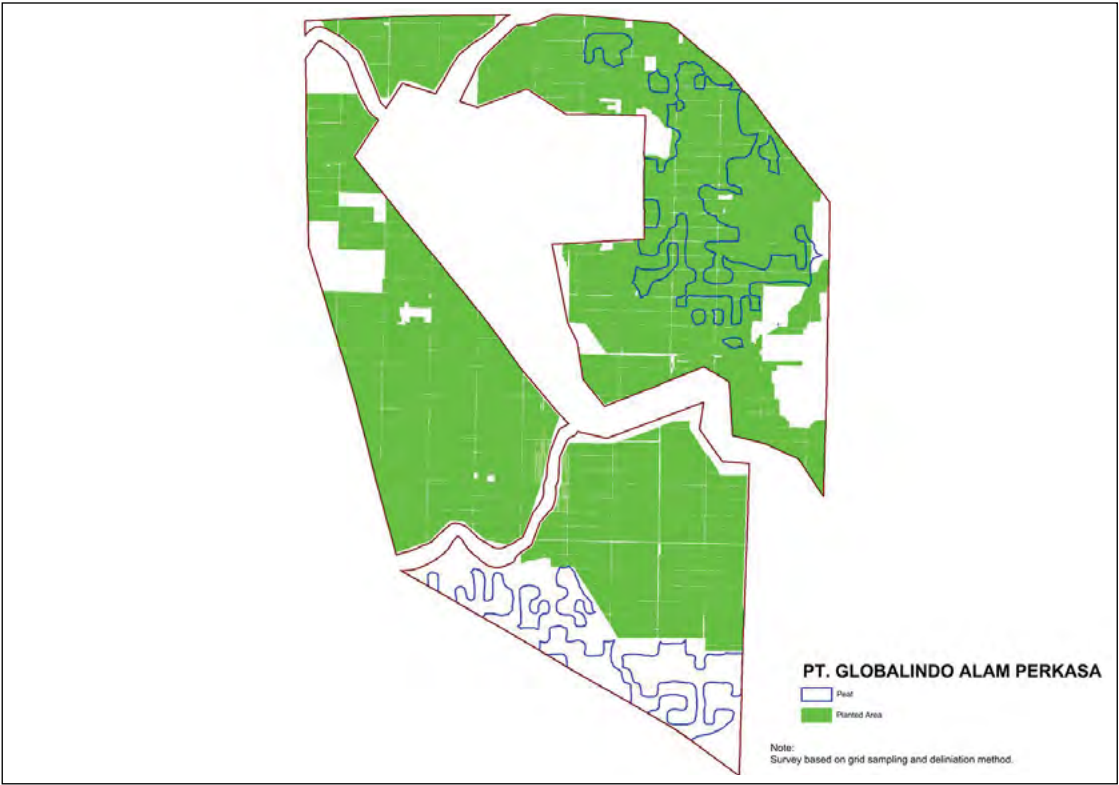 PT. GLOBALINDO ALAM PERKASA
Peat
Planted Area
Note:
Survey based on grid sampling and deliniation method.